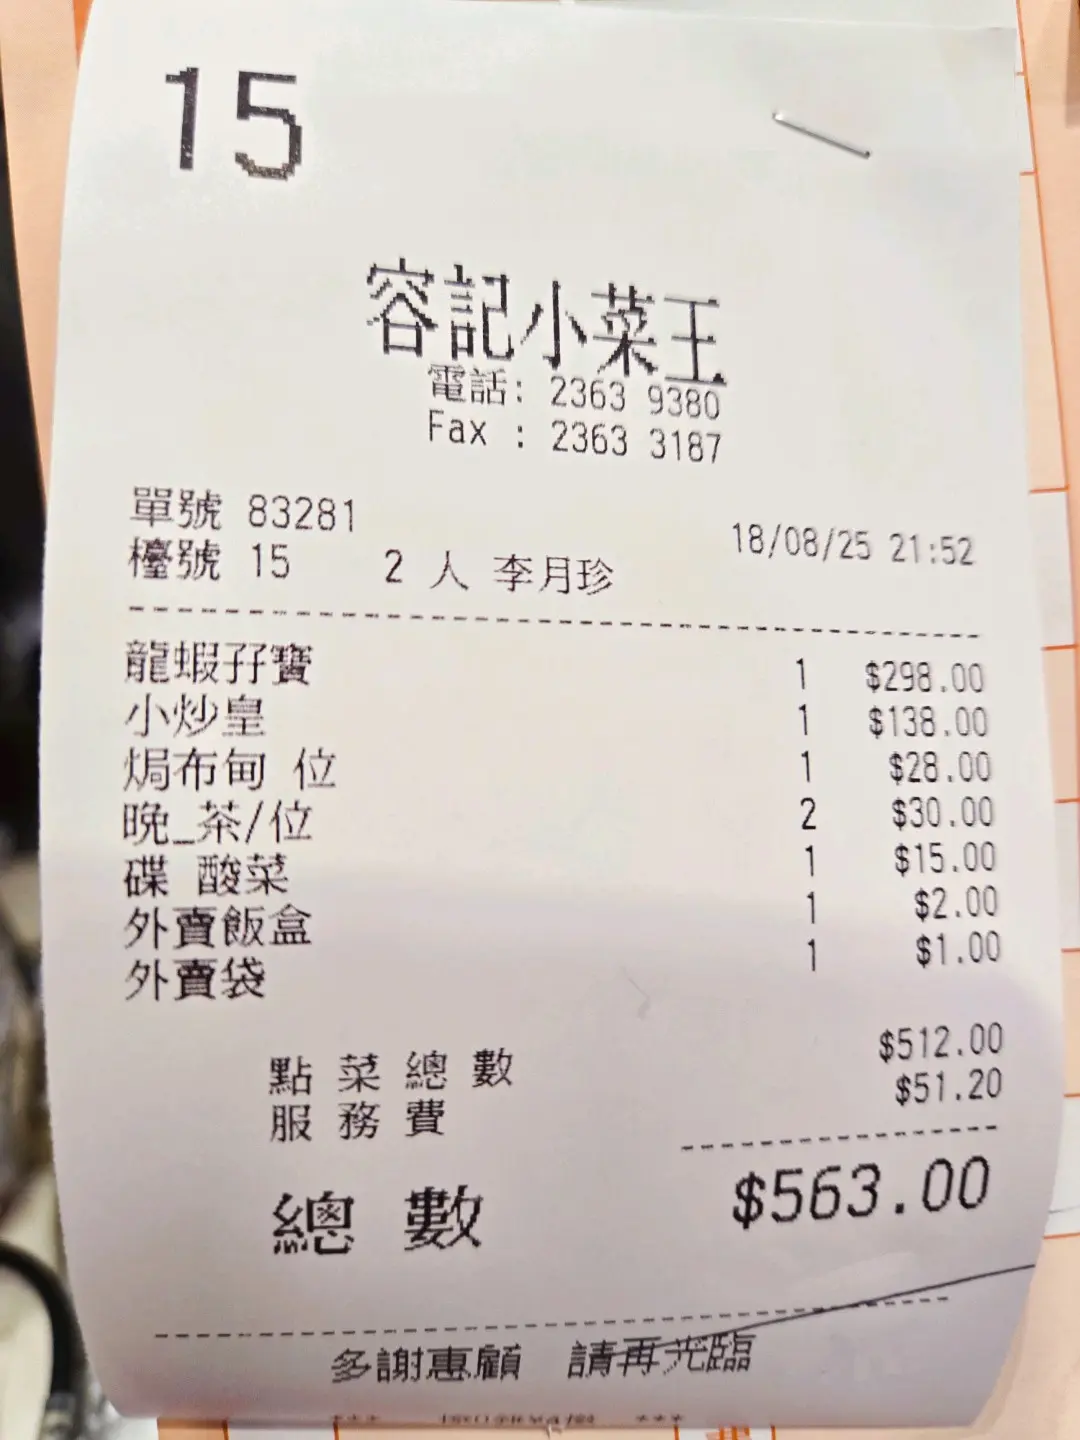 15
容記小菜王
電話: 2363 9380
Fax : 2363 3187
單號 83281
18/08/25 21:52
檯號 15 2 人 李月珍
龍蝦孖寶 1 $298.00
小炒皇 1 $138.00
焗布甸 位 1 $28.00
晚_茶/位 2 $30.00
碟 酸菜 1 $15.00
外賣飯盒 1 $2.00
外賣袋 1 $1.00
點 菜 總 數 $512.00
服 務 費 $51.20
總 數 $563.00
多謝惠顧 請再光臨